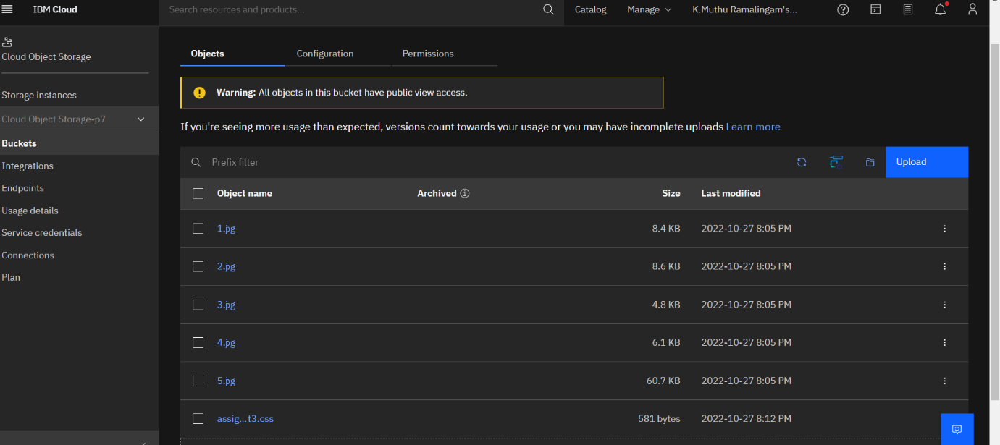 IBM Cloud
Search resources and products...
Catalog
Manage
K.Muthu Ramalingam's...
Cloud Object Storage
Storage instances
Cloud Object Storage-p7
Buckets
Integrations
Endpoints
Usage details
Service credentials
Connections
Plan
Objects
Configuration
Permissions
Warning: All objects in this bucket have public view access.
If you're seeing more usage than expected, versions count towards your usage or you may have incomplete uploads Learn more
Prefix filter
Upload
Object name Archived Size Last modified
1.jpg 8.4 KB 2022-10-27 8:05 PM
2.jpg 8.6 KB 2022-10-27 8:05 PM
3.jpg 4.8 KB 2022-10-27 8:05 PM
4.jpg 6.1 KB 2022-10-27 8:05 PM
5.jpg 60.7 KB 2022-10-27 8:05 PM
assig...t3.css 581 bytes 2022-10-27 8:12 PM